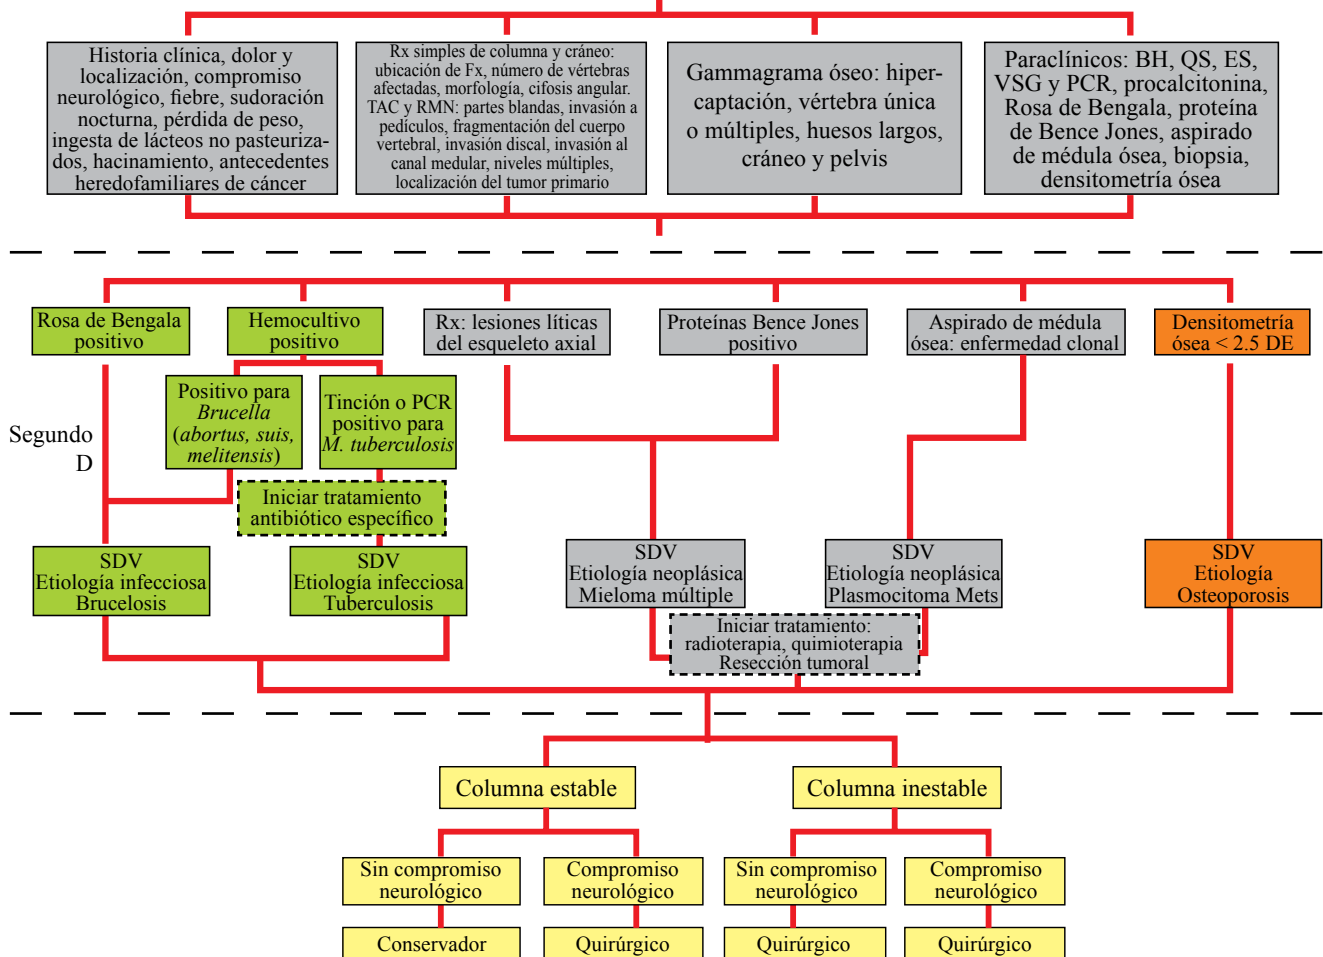 Historia clínica, dolor y
localización, compromiso
neurológico, fiebre, sudoración
nocturna, pérdida de peso,
ingesta de lácteos no pasteuriza-
dos, hacinamiento, antecedentes
heredofamiliares de cáncer
Rx simples de columna y cráneo:
ubicación de Fx, número de vértebras
afectadas, morfología, cifosis angular.
TAC y RMN: partes blandas, invasión a
pedículos, fragmentación del cuerpo
vertebral, invasión discal, invasión al
canal medular, niveles múltiples,
localización del tumor primario
Gammagrama óseo: hiper-
captación, vértebra única
o múltiples, huesos largos,
cráneo y pelvis
Paraclínicos: BH, QS, ES,
VSG y PCR, procalcitonina,
Rosa de Bengala, proteína
de Bence Jones, aspirado
de médula ósea, biopsia,
densitometría ósea
Rosa de Bengala
positivo
Hemocultivo
positivo
Rx: lesiones líticas
del esqueleto axial
Proteínas Bence Jones
positivo
Aspirado de médula
ósea: enfermedad clonal
Densitometría
ósea < 2.5 DE
Segundo
D
Positivo para
Brucella
(abortus, suis,
melitensis)
Tinción o PCR
positivo para
M. tuberculosis
Iniciar tratamiento
antibiótico específico
SDV
Etiología infecciosa
Brucelosis
SDV
Etiología infecciosa
Tuberculosis
SDV
Etiología neoplásica
Mieloma múltiple
SDV
Etiología neoplásica
Plasmocitoma Mets
SDV
Etiología
Osteoporosis
Iniciar tratamiento:
radioterapia, quimioterapia
Resección tumoral
Columna estable
Columna inestable
Sin compromiso
neurológico
Compromiso
neurológico
Sin compromiso
neurológico
Compromiso
neurológico
Conservador
Quirúrgico
Quirúrgico
Quirúrgico